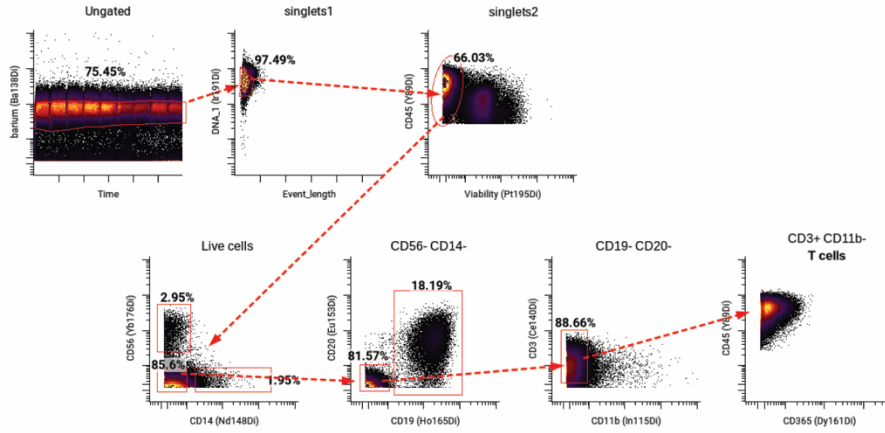 Ungated
singlets1
singlets2
75.45%
97.49%
66.03%
barium (Ba138Di)
DNA_1 (Ir191Di)
CD45 (Y89Di)
Time
Event_length
Viability (Pt195Di)
Live cells
CD56- CD14-
CD19- CD20-
CD3+ CD11b-
T cells
2.95%
85.6%
1.95%
18.19%
81.57%
88.66%
CD56 (Yb176Di)
CD20 (Eu153Di)
CD3 (Ce140Di)
CD45 (Y89Di)
CD14 (Nd148Di)
CD19 (Ho165Di)
CD11b (In115Di)
CD365 (Dy161Di)